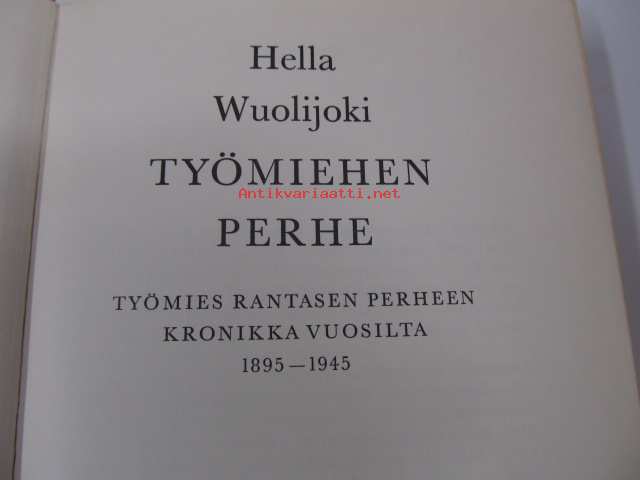 Hella
Wuolijoki
TYÖMIEHEN
Antikvariaatti.net
PERHE
TYÖMIES RANTASEN PERHEEN
KRONIKKA VUOSILTA
1895—1945